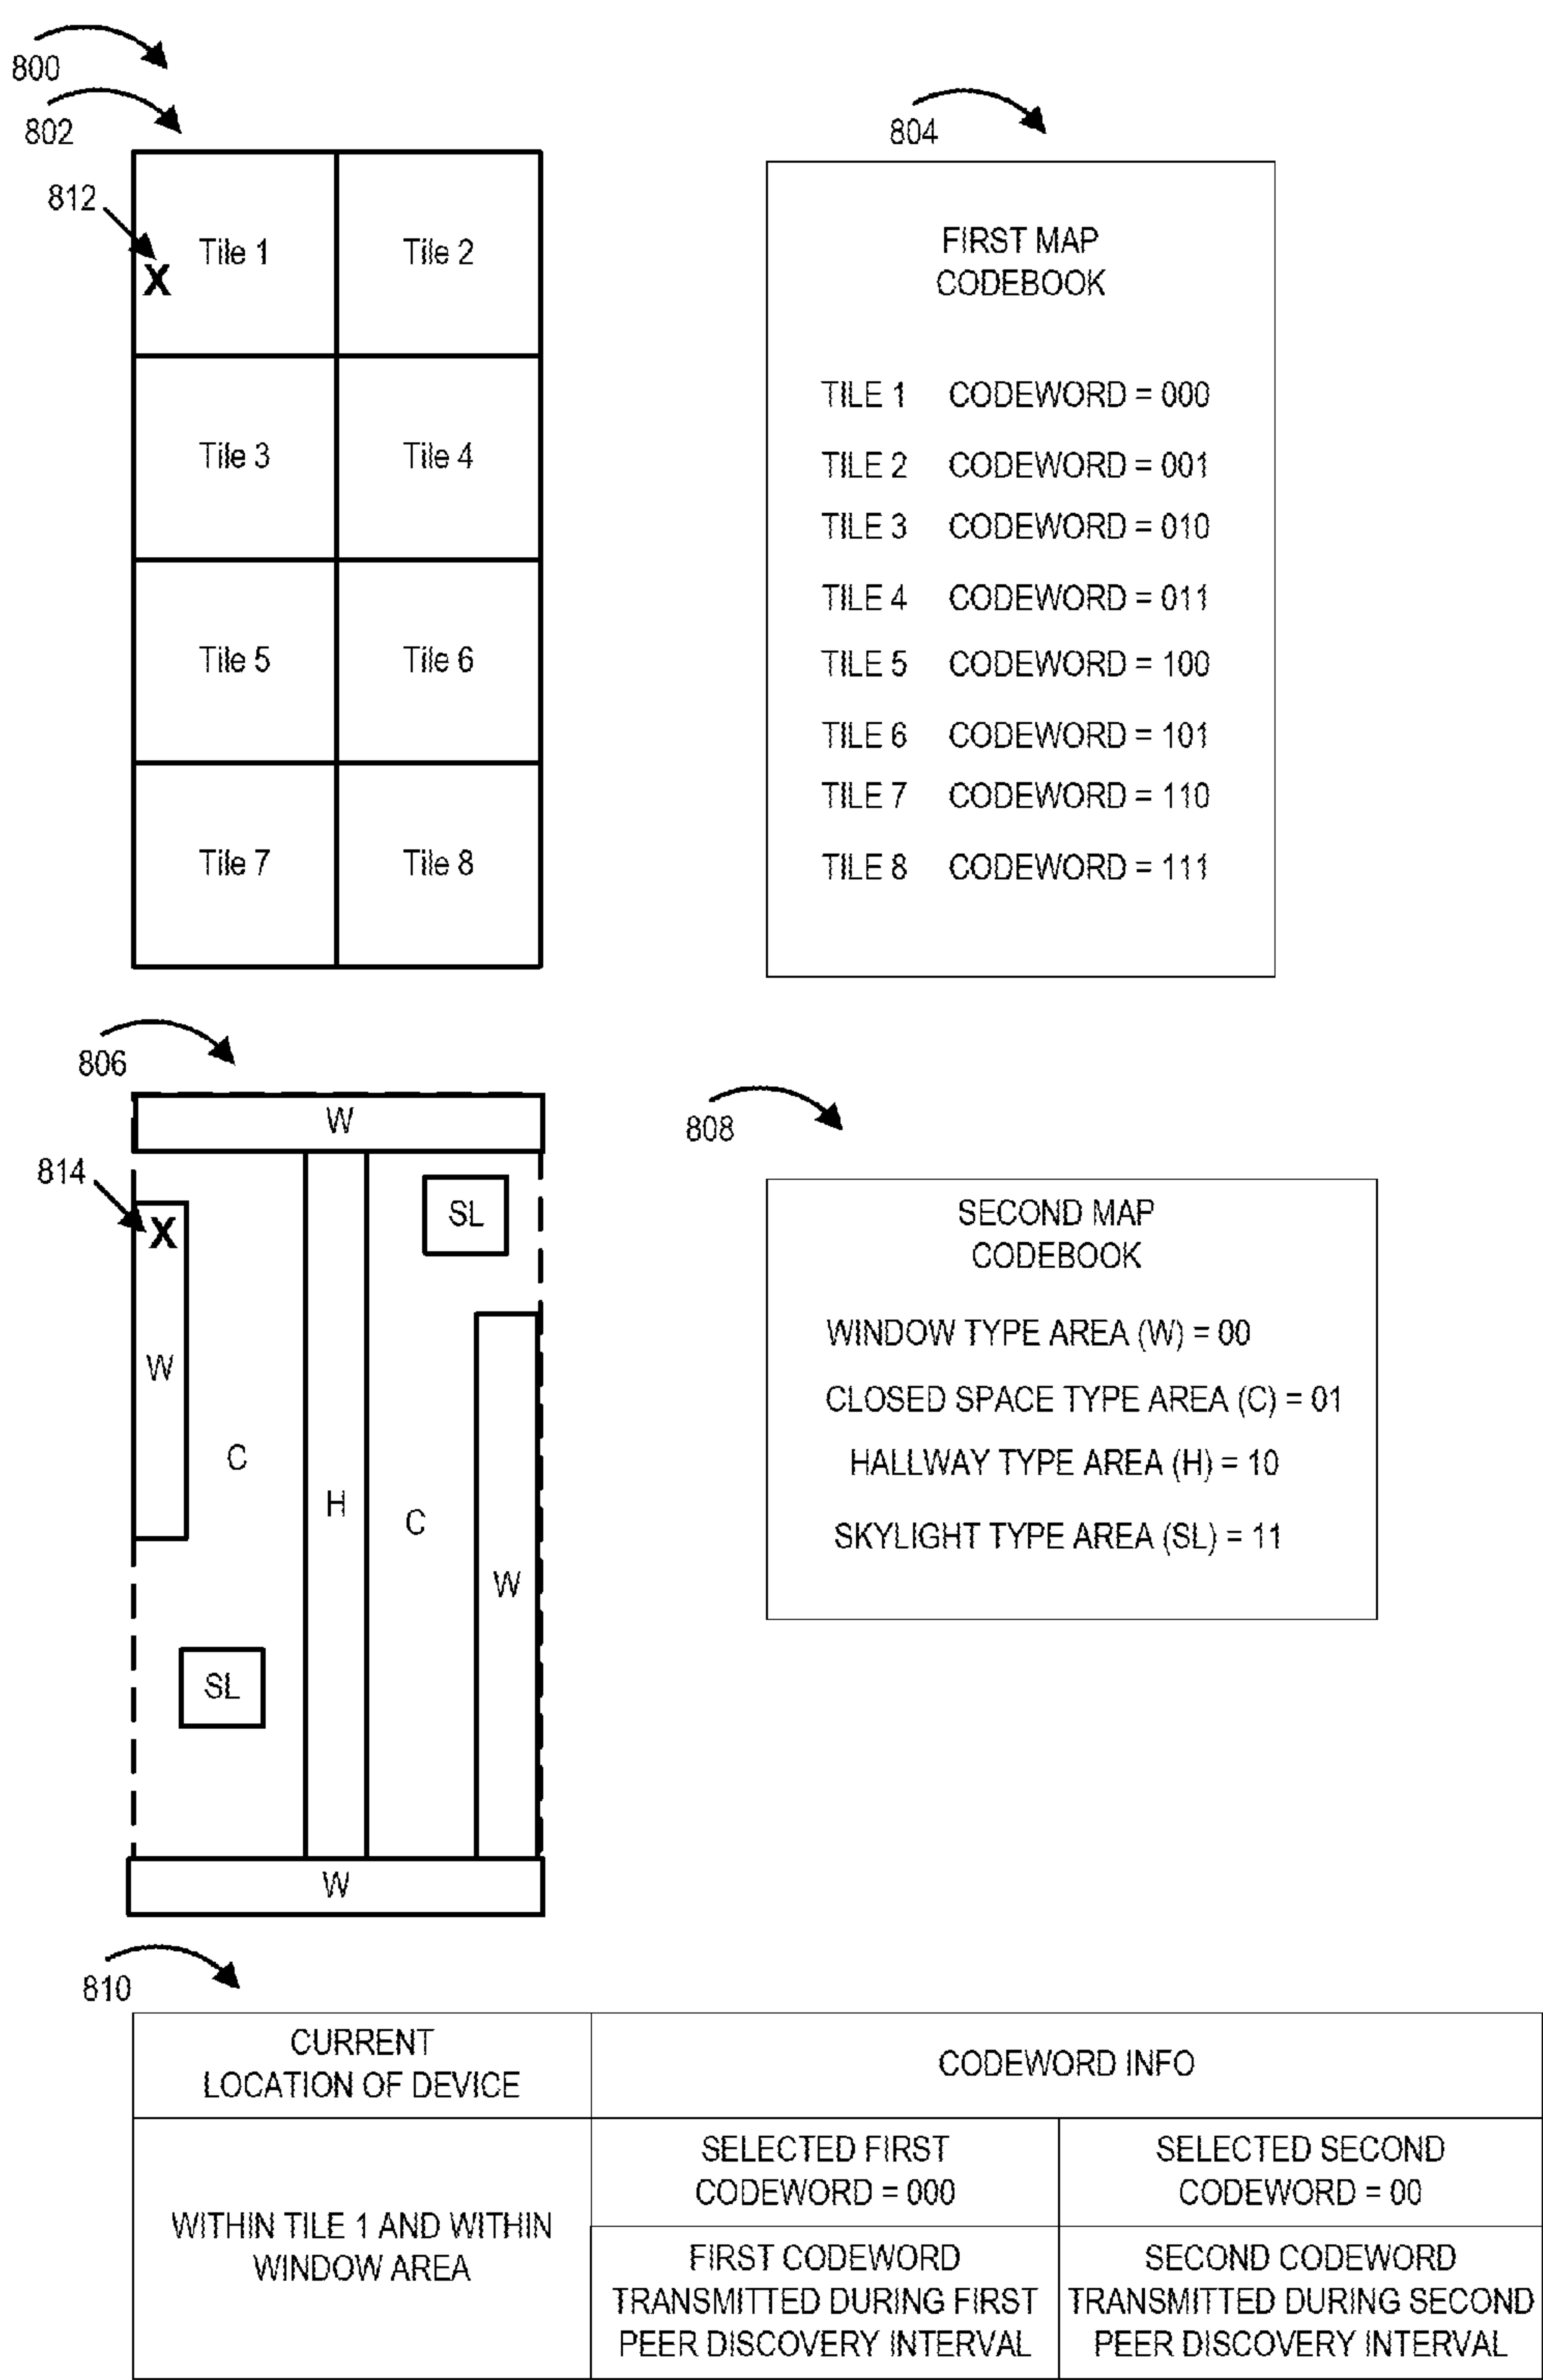 800
802
804
812
Tile 1
Tile 2
X
Tile 3
Tile 4
Tile 5
Tile 6
Tile 7
Tile 8
FIRST MAP
CODEBOOK
TILE 1 CODEWORD = 000
TILE 2 CODEWORD = 001
TILE 3 CODEWORD = 010
TILE 4 CODEWORD = 011
TILE 5 CODEWORD = 100
TILE 6 CODEWORD = 101
TILE 7 CODEWORD = 110
TILE 8 CODEWORD = 111
806
808
W
814
SL
X
W
C
H
C
W
SL
W
SECOND MAP
CODEBOOK
WINDOW TYPE AREA (W) = 00
CLOSED SPACE TYPE AREA (C) = 01
HALLWAY TYPE AREA (H) = 10
SKYLIGHT TYPE AREA (SL) = 11
810
CURRENT
LOCATION OF DEVICE
CODEWORD INFO
WITHIN TILE 1 AND WITHIN
WINDOW AREA
SELECTED FIRST
CODEWORD = 000
SELECTED SECOND
CODEWORD = 00
FIRST CODEWORD
TRANSMITTED DURING FIRST
PEER DISCOVERY INTERVAL
SECOND CODEWORD
TRANSMITTED DURING SECOND
PEER DISCOVERY INTERVAL